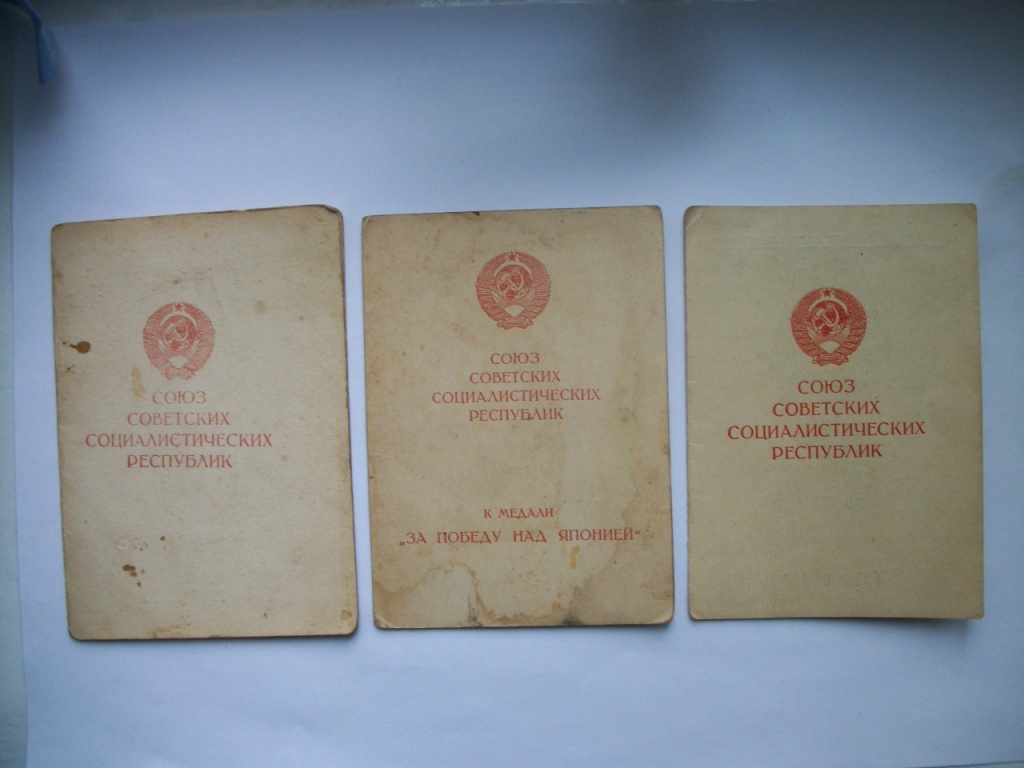 СОЮЗ
СОВЕТСКИХ
СОЦИАЛИСТИЧЕСКИХ
РЕСПУБЛИК
СОЮЗ
СОВЕТСКИХ
СОЦИАЛИСТИЧЕСКИХ
РЕСПУБЛИК
К МЕДАЛИ
„ЗА ПОБЕДУ НАД ЯПОНИЕЙ“
СОЮЗ
СОВЕТСКИХ
СОЦИАЛИСТИЧЕСКИХ
РЕСПУБЛИК